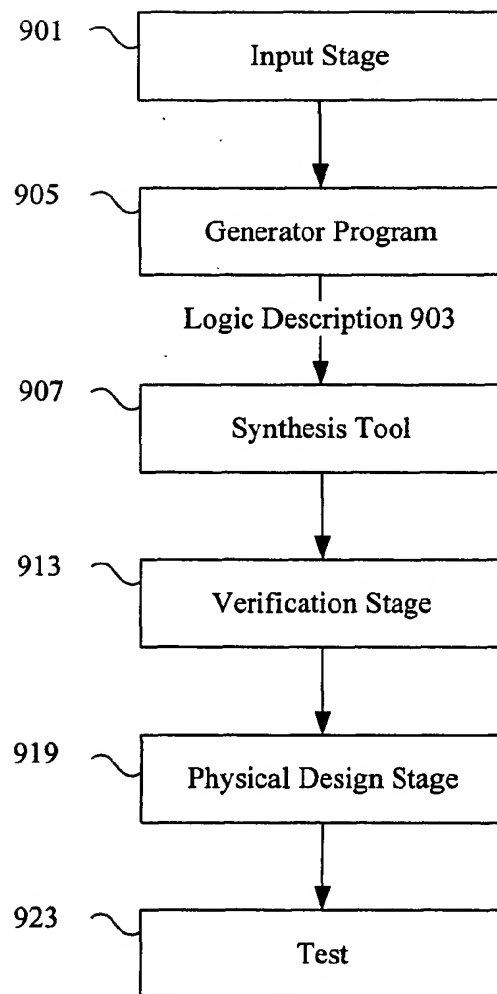 901
Input Stage
905
Generator Program
Logic Description 903
907
Synthesis Tool
913
Verification Stage
919
Physical Design Stage
923
Test